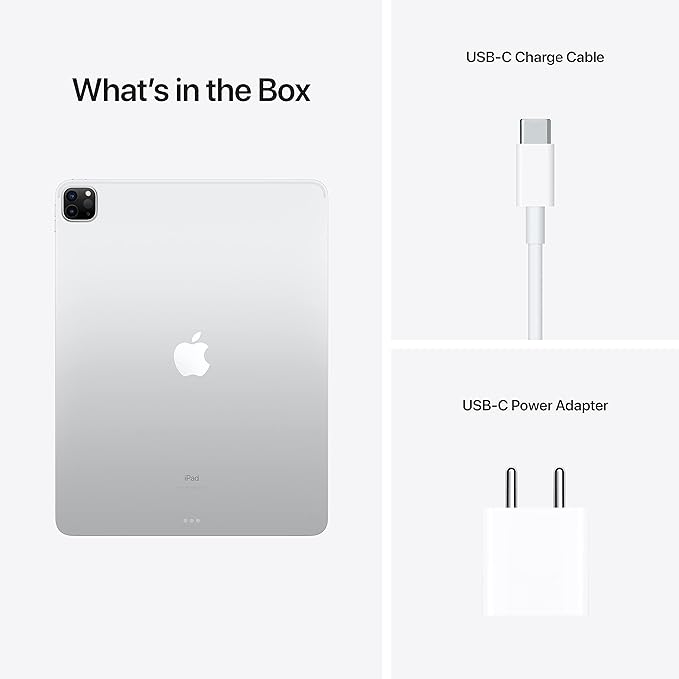 What's in the Box
USB-C Charge Cable
iPad
USB-C Power Adapter